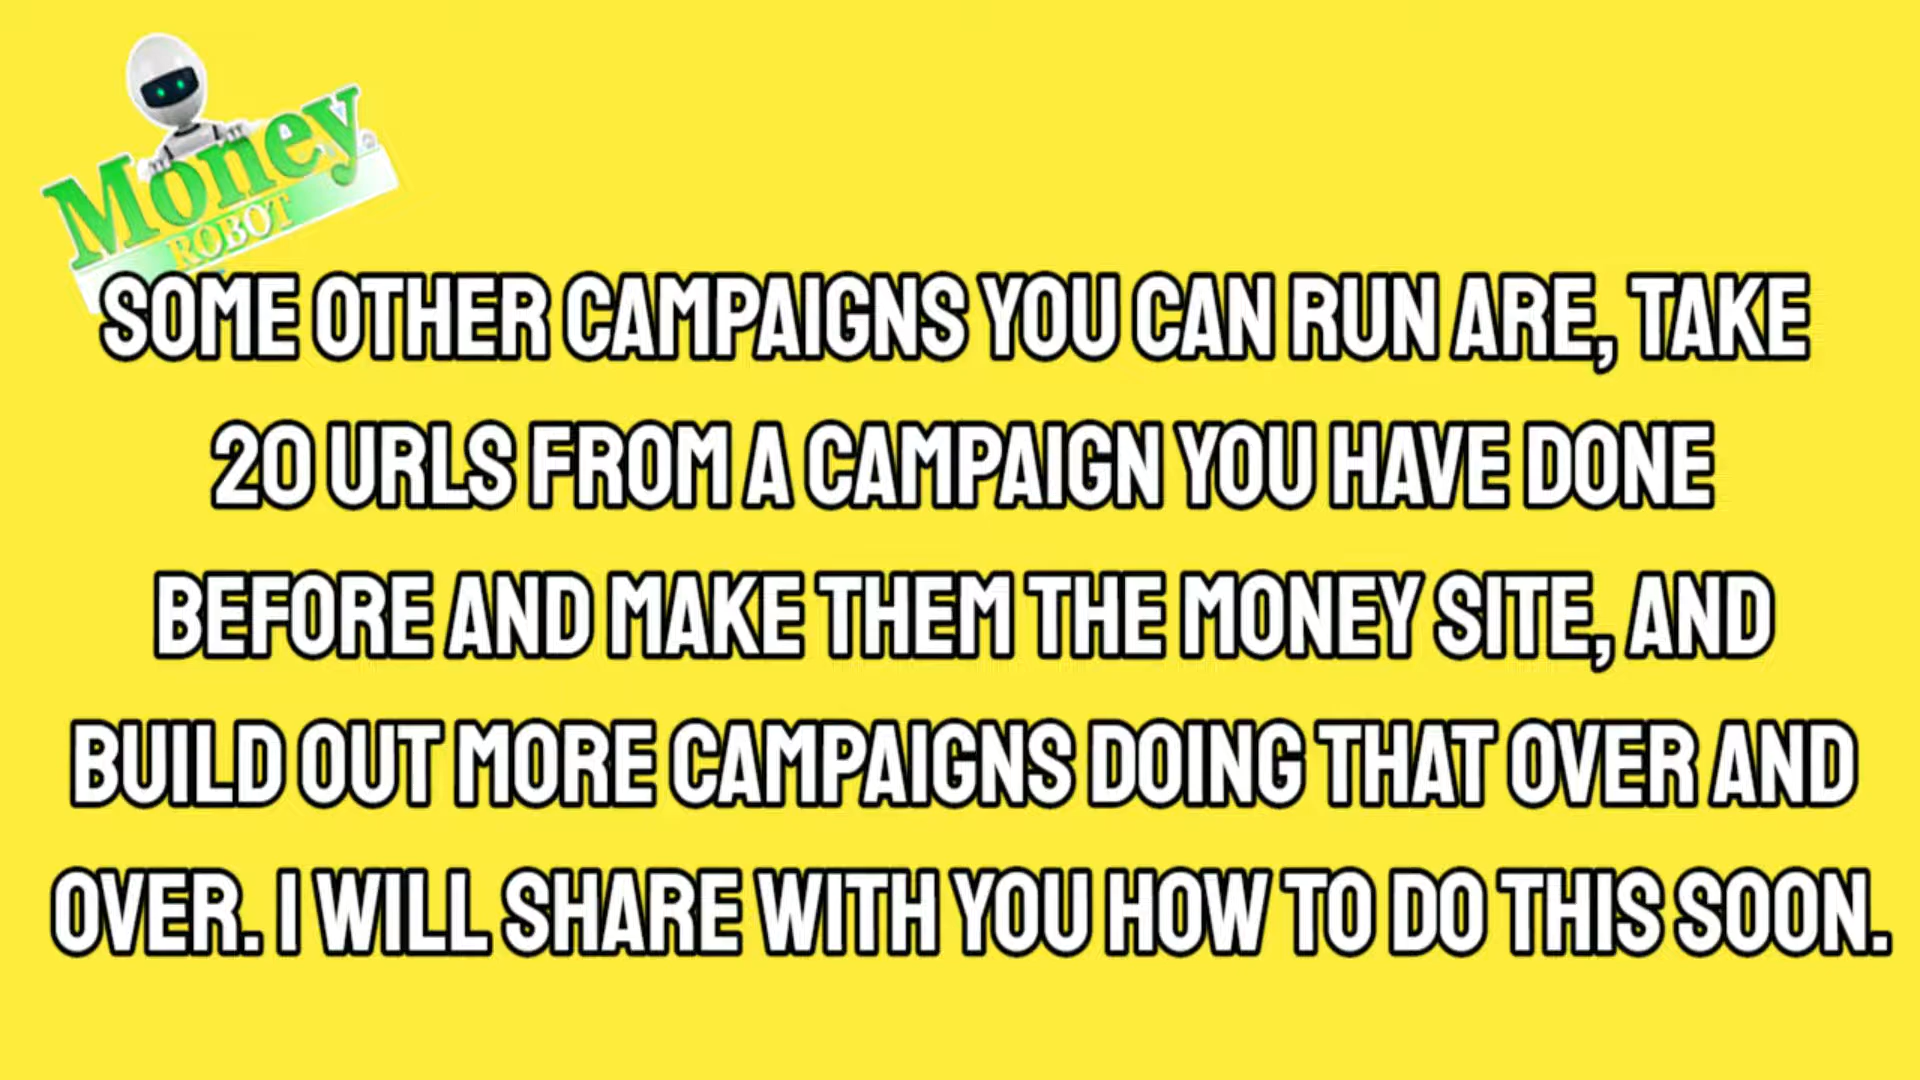 Money
ROBOT
SOME OTHER CAMPAIGNS YOU CAN RUN ARE, TAKE
20 URLS FROM A CAMPAIGN YOU HAVE DONE
BEFORE AND MAKE THEM THE MONEY SITE, AND
BUILD OUT MORE CAMPAIGNS DOING THAT OVER AND
OVER. I WILL SHARE WITH YOU HOW TO DO THIS SOON.